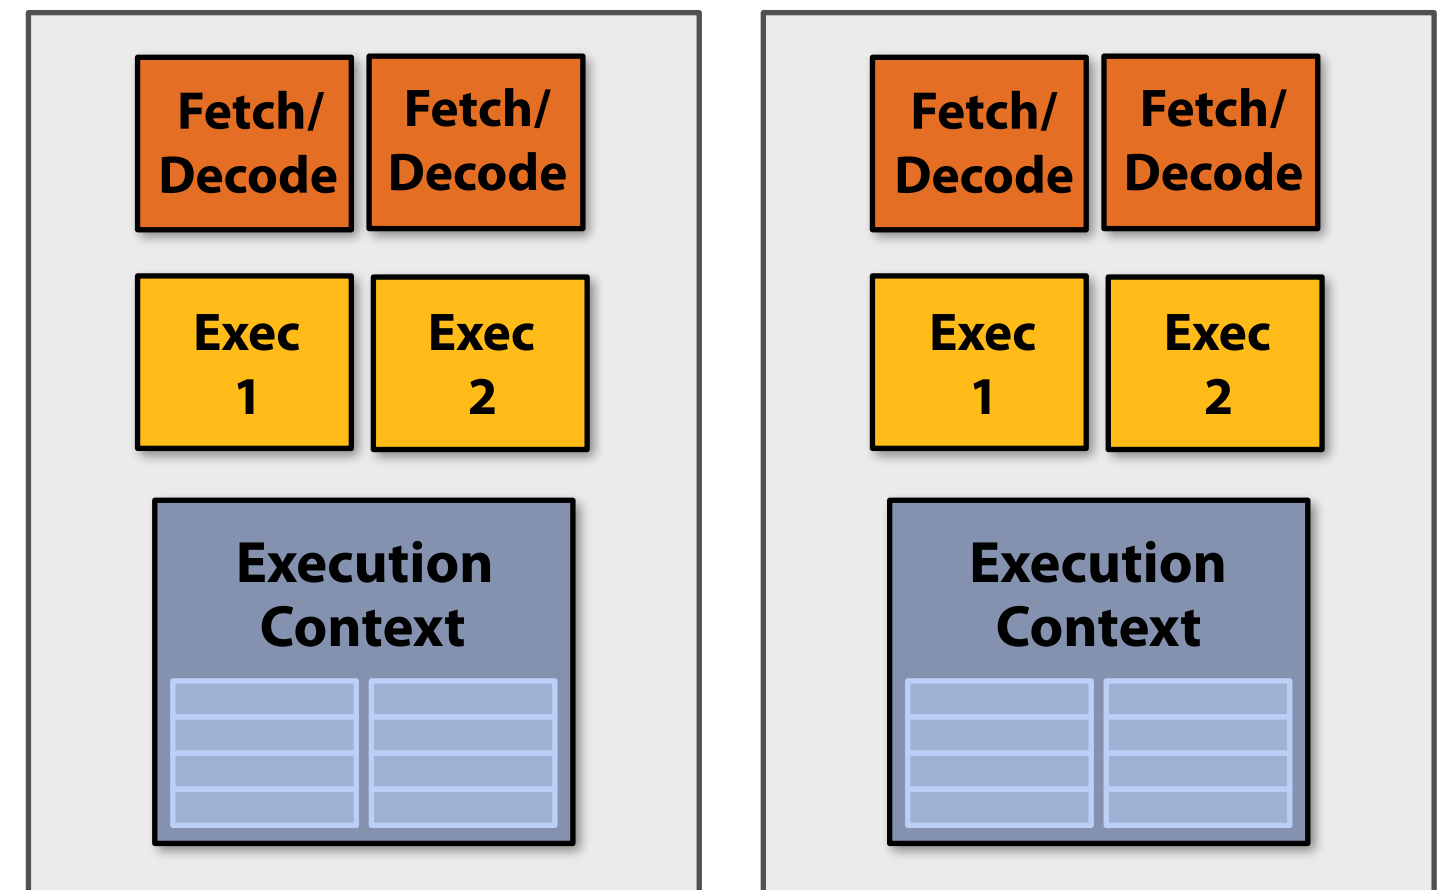 Fetch/
Decode
Fetch/
Decode
Exec
1
Exec
2
Execution
Context
Fetch/
Decode
Fetch/
Decode
Exec
1
Exec
2
Execution
Context